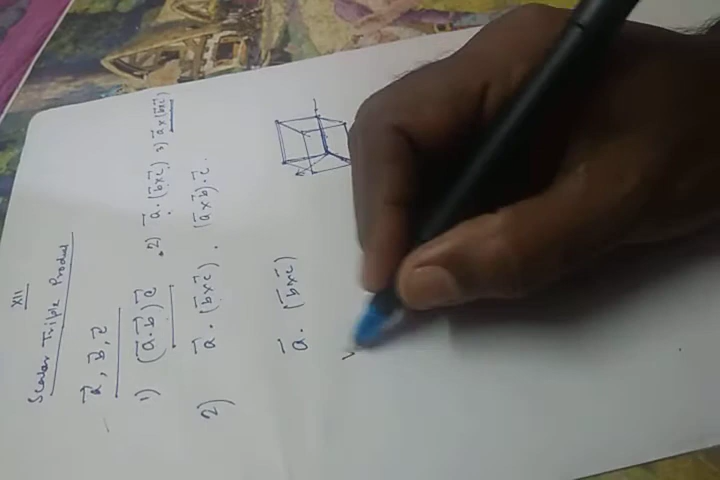 XII
Scalar Triple Product
a⃗, b⃗, c⃗
1) (a⃗·b⃗)c⃗ 2) a⃗·(b⃗×c⃗) 3) a⃗×(b⃗×c⃗)
2) a⃗·(b⃗×c⃗). (a⃗×b⃗)·c⃗.
a⃗·(b⃗×c⃗)